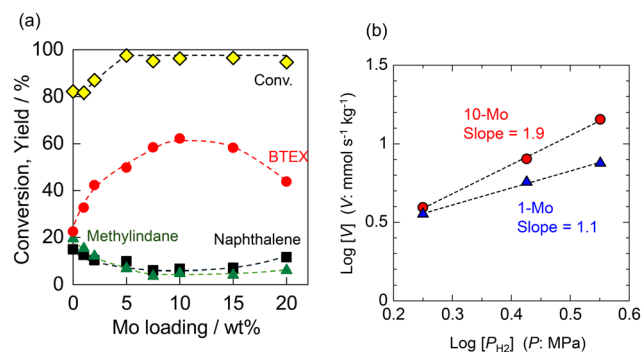 (a)
100
80
60
40
20
0
Conversion, Yield / %
Conv.
BTEX
Methylindane
Naphthalene
0 5 10 15 20
Mo loading / wt%
(b)
1.5
1
0.5
0
Log [V] (V: mmol s⁻¹ kg⁻¹)
10-Mo
Slope = 1.9
1-Mo
Slope = 1.1
0.2 0.3 0.4 0.5 0.6
Log [P_H2] (P: MPa)